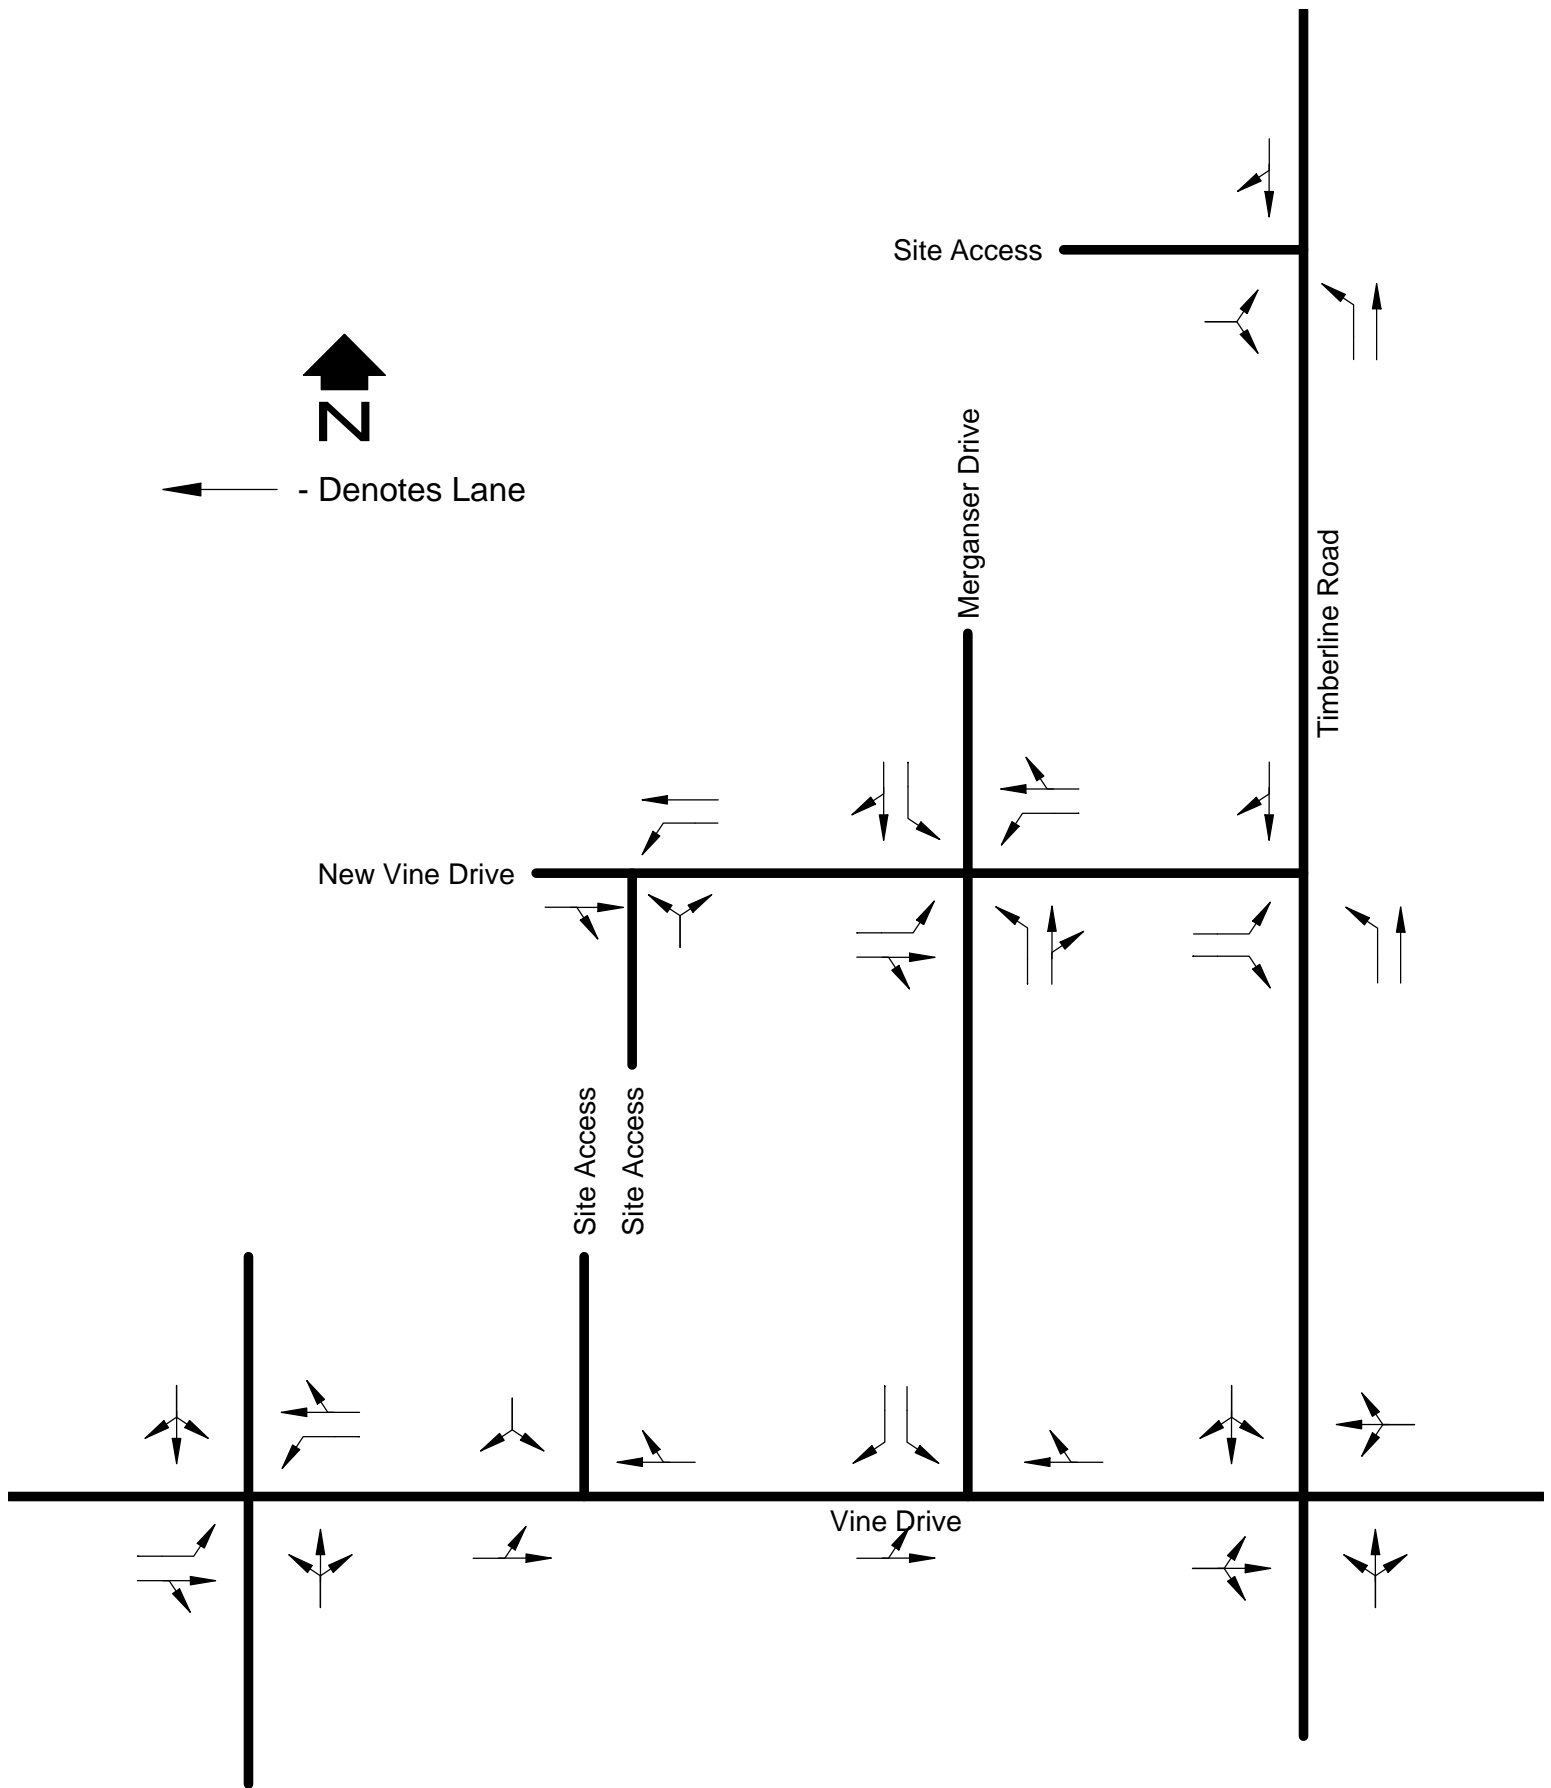 Site Access
N
- Denotes Lane
Merganser Drive
Timberline Road
New Vine Drive
Site Access
Site Access
Vine Drive